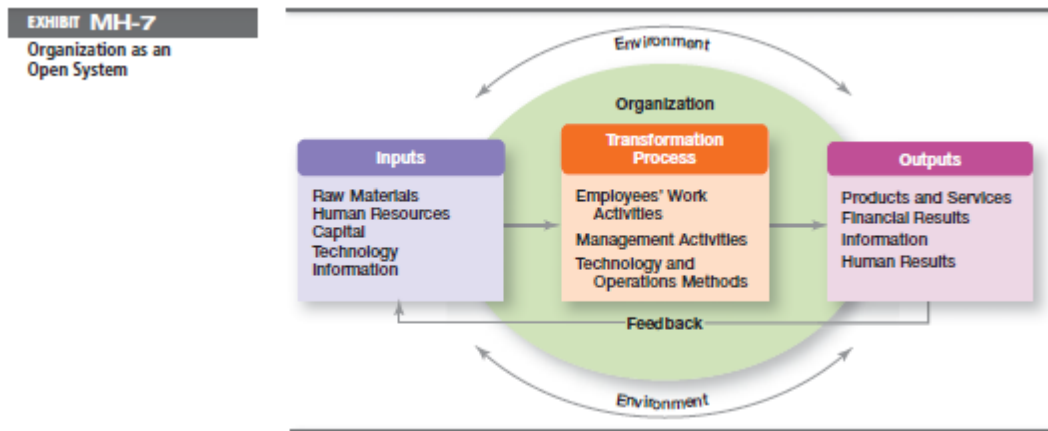 EXHIBIT MH-7
Organization as an
Open System
Environment
Organization
Inputs
Raw Materials
Human Resources
Capital
Technology
Information
Transformation
Process
Employees' Work
Activities
Management Activities
Technology and
Operations Methods
Outputs
Products and Services
Financial Results
Information
Human Results
Feedback
Environment